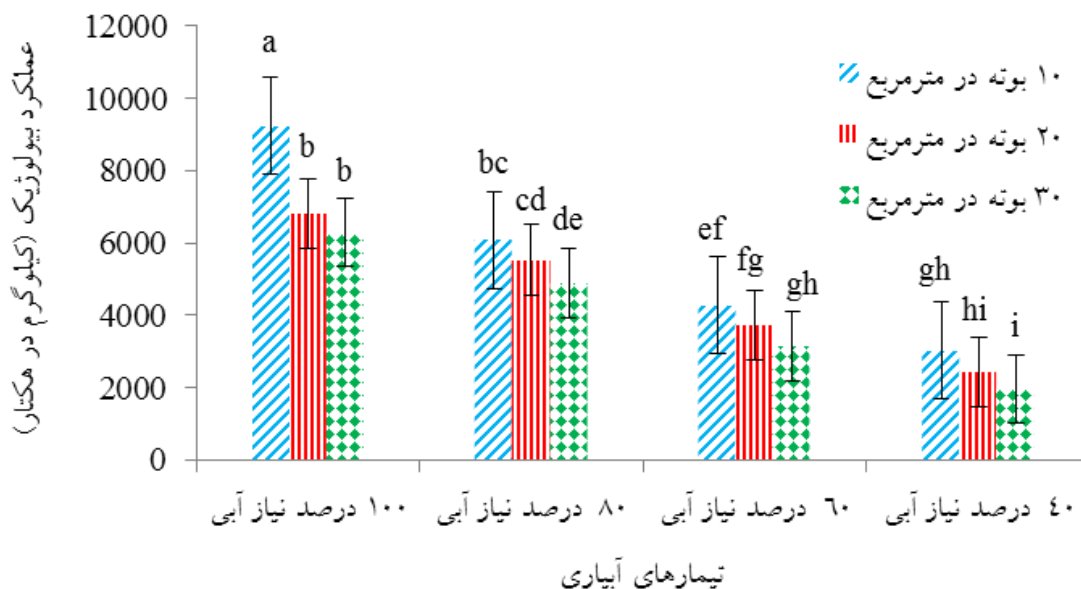 عملکرد بیولوژیک (کیلوگرم در هکتار)
12000
10000
8000
6000
4000
2000
0
a
b
b
bc
cd
de
ef
fg
gh
gh
hi
i
۱۰ بوته در مترمربع
۲۰ بوته در مترمربع
۳۰ بوته در مترمربع
۱۰۰ درصد نیاز آبی
۸۰ درصد نیاز آبی
٦۰ درصد نیاز آبی
٤۰ درصد نیاز آبی
تیمارهای آبیاری